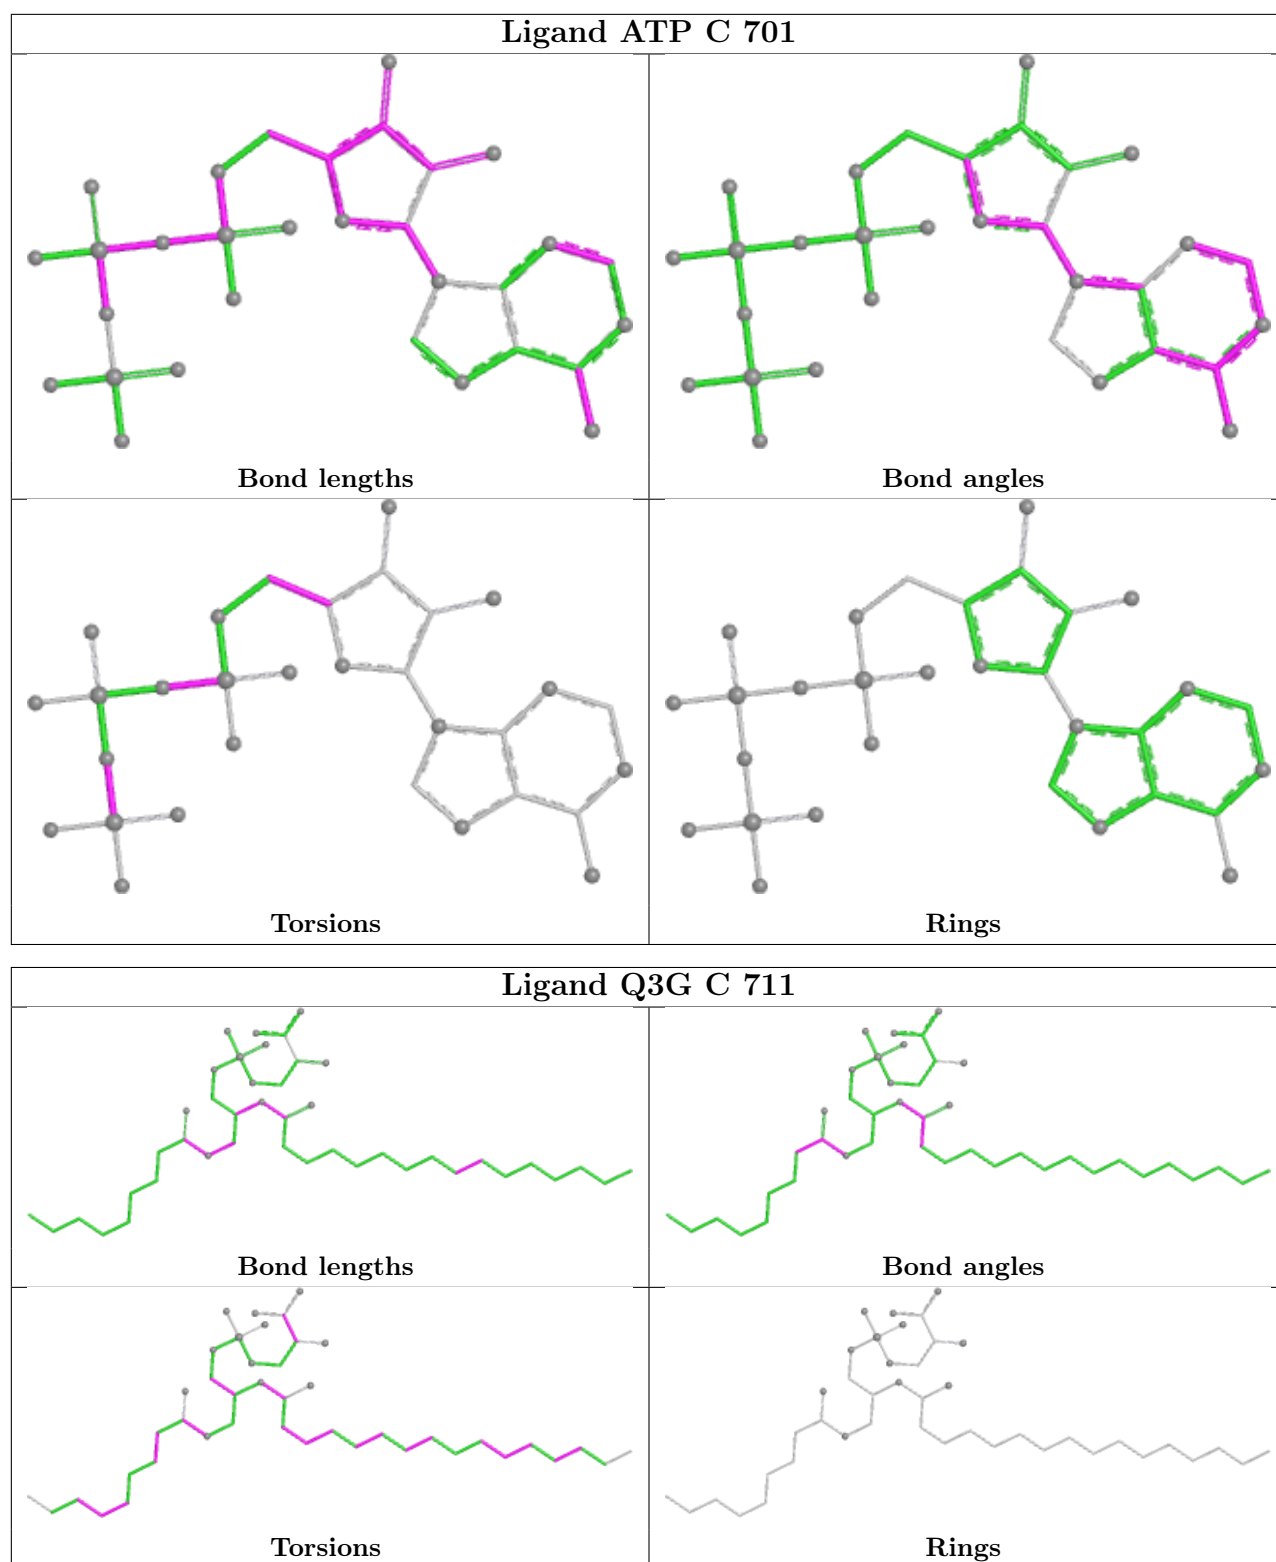 Ligand ATP C 701
Bond lengths
Bond angles
Torsions
Rings
Ligand Q3G C 711
Bond lengths
Bond angles
Torsions
Rings